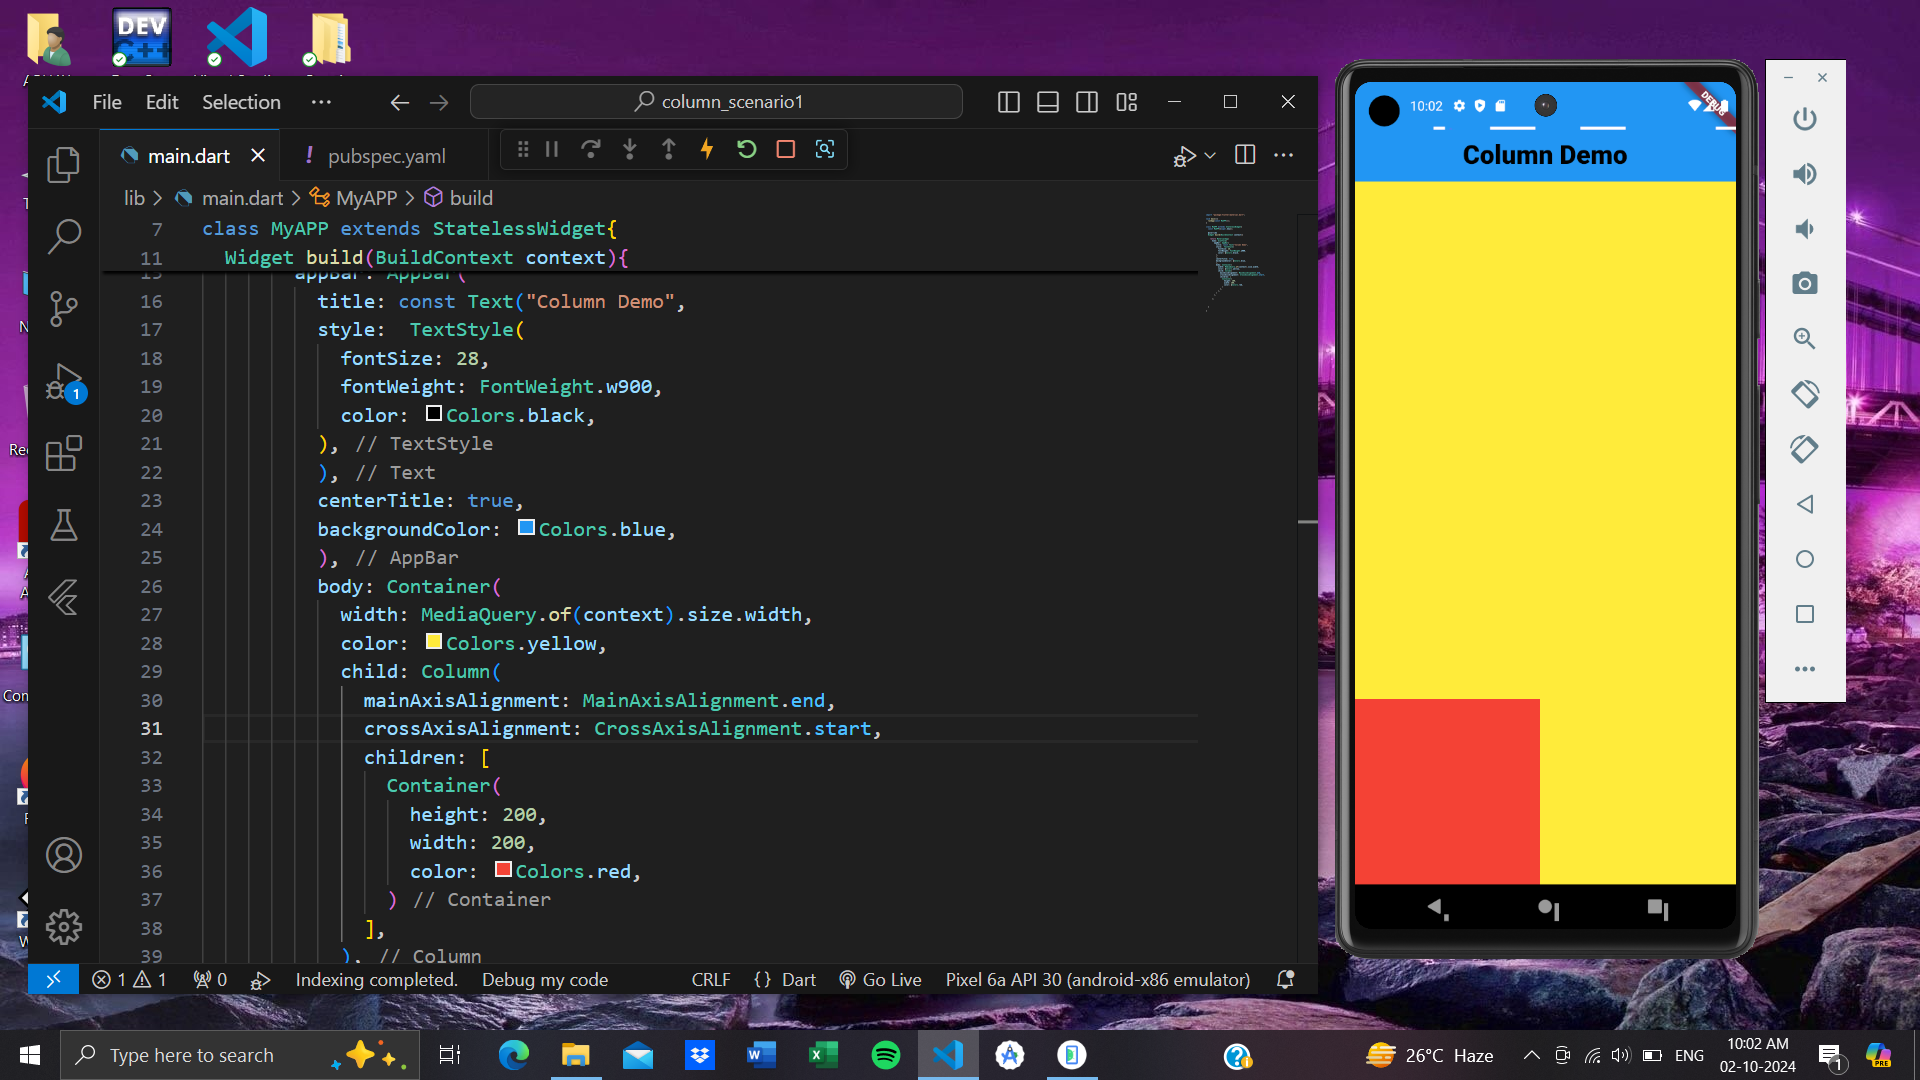 DEV
C++
File Edit Selection ...
column_scenario1
main.dart
! pubspec.yaml
lib > main.dart > MyAPP > build
7 class MyAPP extends StatelessWidget{
11 Widget build(BuildContext context){
15 appBar: AppBar(
16 title: const Text("Column Demo",
17 style:  TextStyle(
18 fontSize: 28,
19 fontWeight: FontWeight.w900,
20 color: Colors.black,
21 ), // TextStyle
22 ), // Text
23 centerTitle: true,
24 backgroundColor: Colors.blue,
25 ), // AppBar
26 body: Container(
27 width: MediaQuery.of(context).size.width,
28 color: Colors.yellow,
29 child: Column(
30 mainAxisAlignment: MainAxisAlignment.end,
31 crossAxisAlignment: CrossAxisAlignment.start,
32 children: [
33 Container(
34 height: 200,
35 width: 200,
36 color: Colors.red,
37 ) // Container
38 ],
39 ), // Column
1
1 1 0 Indexing completed. Debug my code CRLF {} Dart Go Live Pixel 6a API 30 (android-x86 emulator)
10:02
DEBUG
Column Demo
Type here to search
26°C Haze
ENG
10:02 AM
02-10-2024
1
PRE